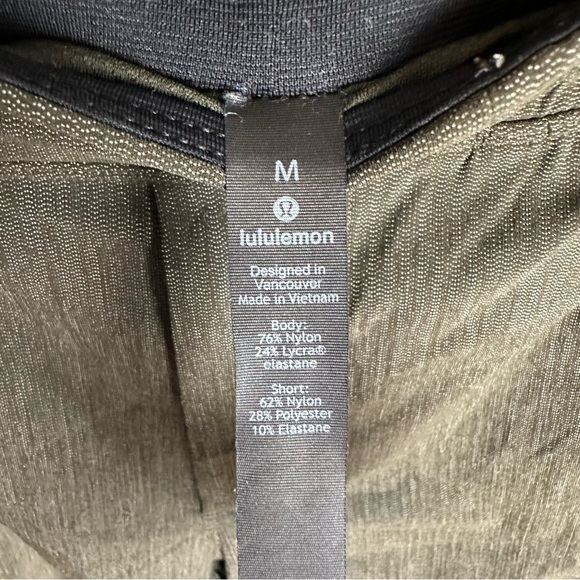 M
lululemon
Designed in
Vancouver
Made in Vietnam
Body:
76% Nylon
24% Lycra®
elastane
Short:
62% Nylon
28% Polyester
10% Elastane